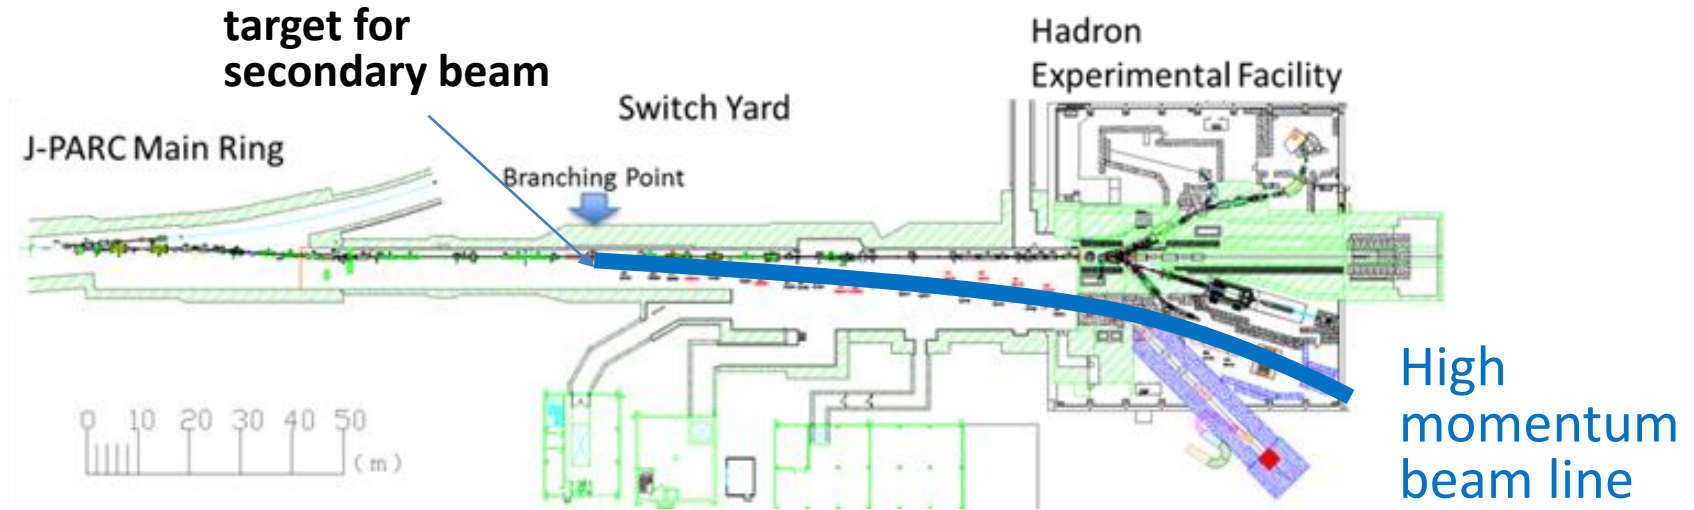 target for
secondary beam
Hadron
Experimental Facility
Switch Yard
J-PARC Main Ring
Branching Point
High
momentum
beam line
0 10 20 30 40 50
(m)